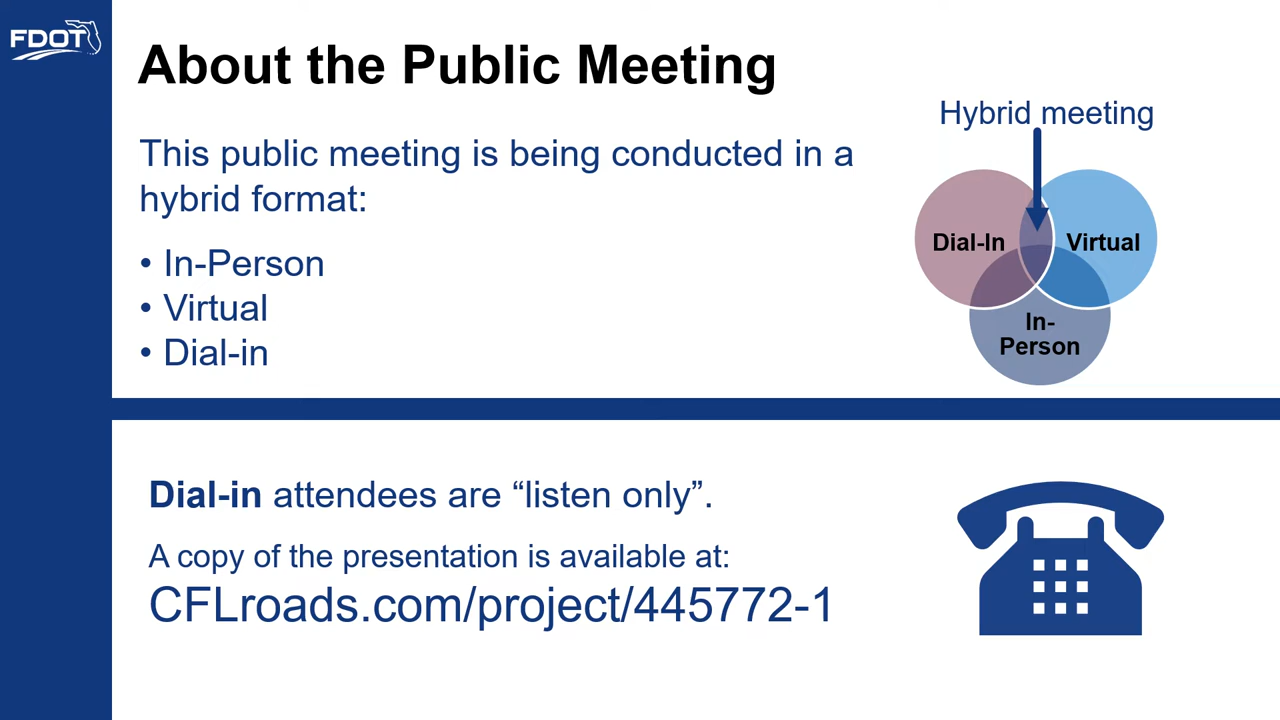 FDOT
About the Public Meeting
This public meeting is being conducted in a
hybrid format:
• In-Person
• Virtual
• Dial-in
Hybrid meeting
Dial-In
Virtual
In-
Person
Dial-in attendees are “listen only”.
A copy of the presentation is available at:
CFLroads.com/project/445772-1